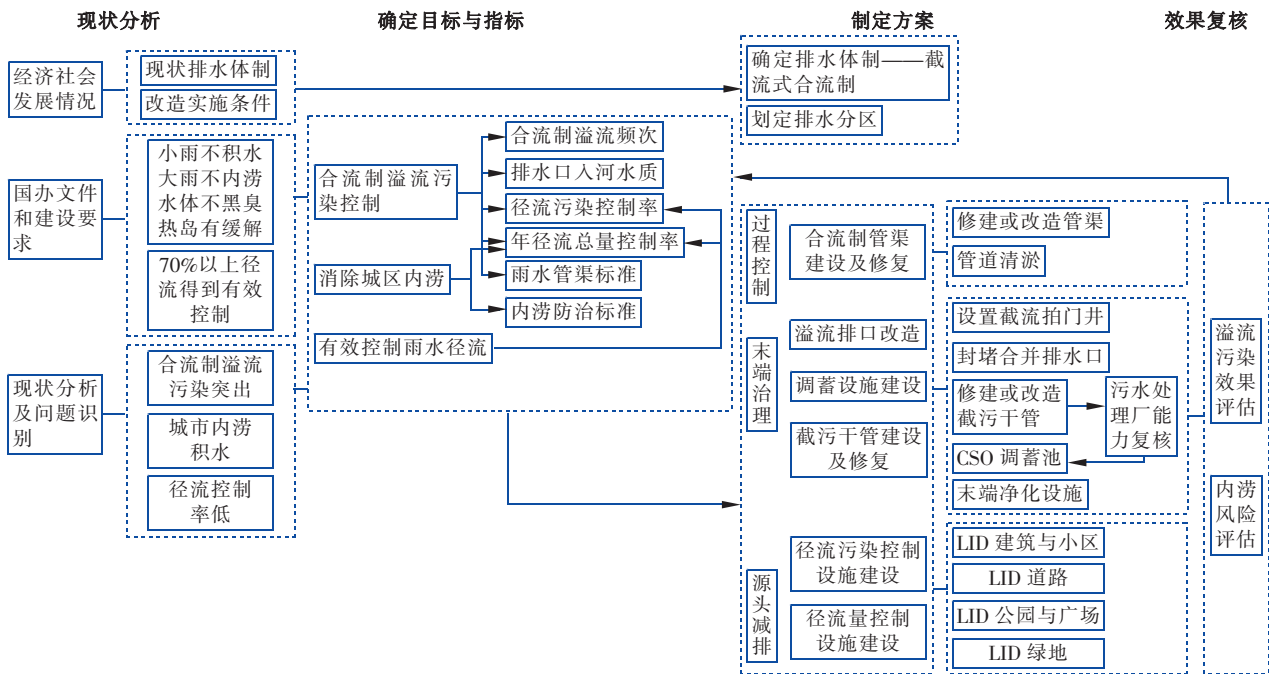 现状分析
确定目标与指标
制定方案
效果复核
经济社会
发展情况
现状排水体制
改造实施条件
国办文件
和建设要
求
小雨不积水
大雨不内涝
水体不黑臭
热岛有缓解
70%以上径
流得到有效
控制
现状分析
及问题识
别
合流制溢流
污染突出
城市内涝
积水
径流控制
率低
合流制溢流污
染控制
消除城区内涝
有效控制雨水径流
合流制溢流频次
排水口入河水质
径流污染控制率
年径流总量控制率
雨水管渠标准
内涝防治标准
确定排水体制——截
流式合流制
划定排水分区
过
程
控
制
合流制管渠
建设及修复
修建或改造管渠
管道清淤
末
端
治
理
溢流排口改造
调蓄设施建设
截污干管建设
及修复
设置截流拍门井
封堵合并排水口
修建或改造
截污干管
污水处
理厂能
力复核
CSO 调蓄池
末端净化设施
源
头
减
排
径流污染控制
设施建设
径流量控制
设施建设
LID 建筑与小区
LID 道路
LID 公园与广场
LID 绿地
溢流
污染
效果
评估
内涝
风险
评估